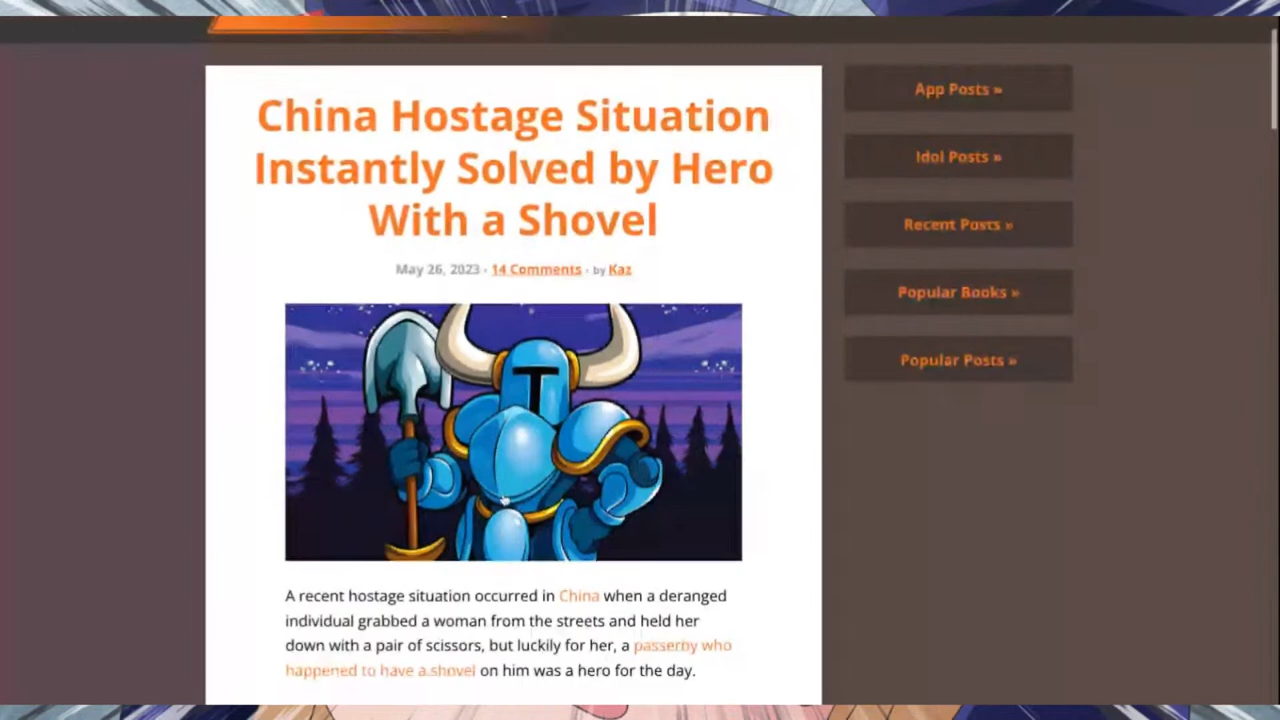 China Hostage Situation
Instantly Solved by Hero
With a Shovel
May 26, 2023 · 14 Comments · by Kaz
A recent hostage situation occurred in China when a deranged
individual grabbed a woman from the streets and held her
down with a pair of scissors, but luckily for her, a passerby who
happened to have a shovel on him was a hero for the day.
App Posts »
Idol Posts »
Recent Posts »
Popular Books »
Popular Posts »